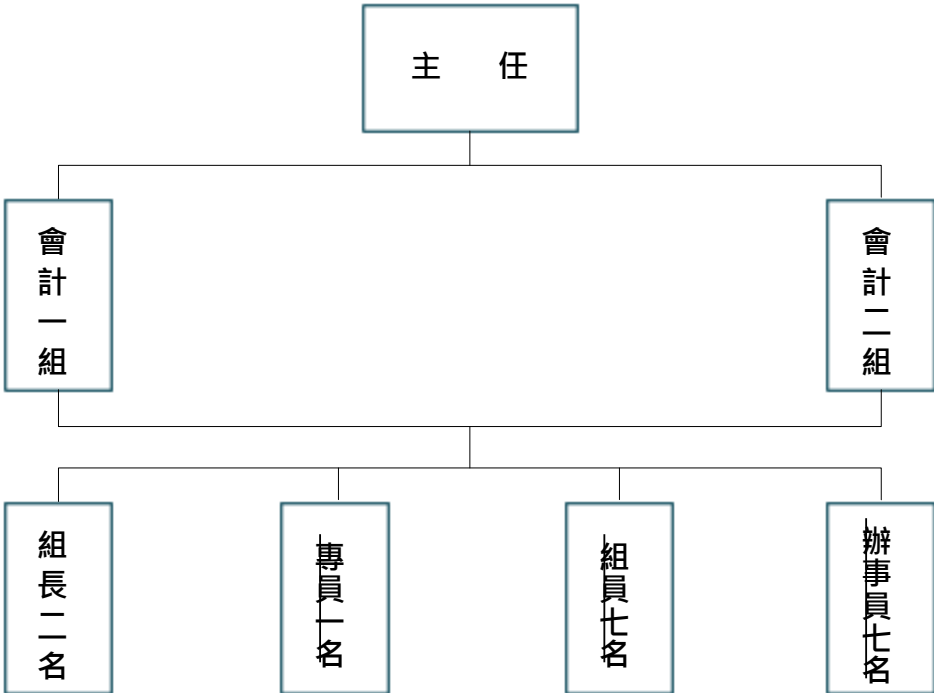 主 任
會計一組
會計二組
組長二名
專員一名
組員七名
辦事員七名